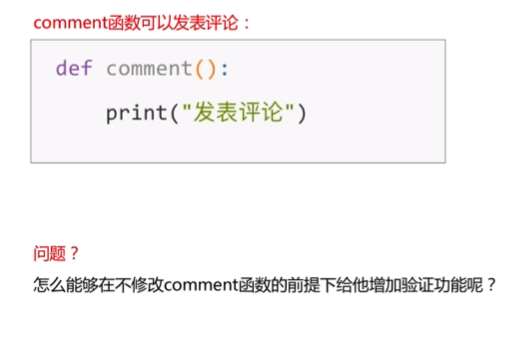 comment函数可以发表评论：
def comment():
    print("发表评论")
问题？
怎么能够在不修改comment函数的前提下给他增加验证功能呢？